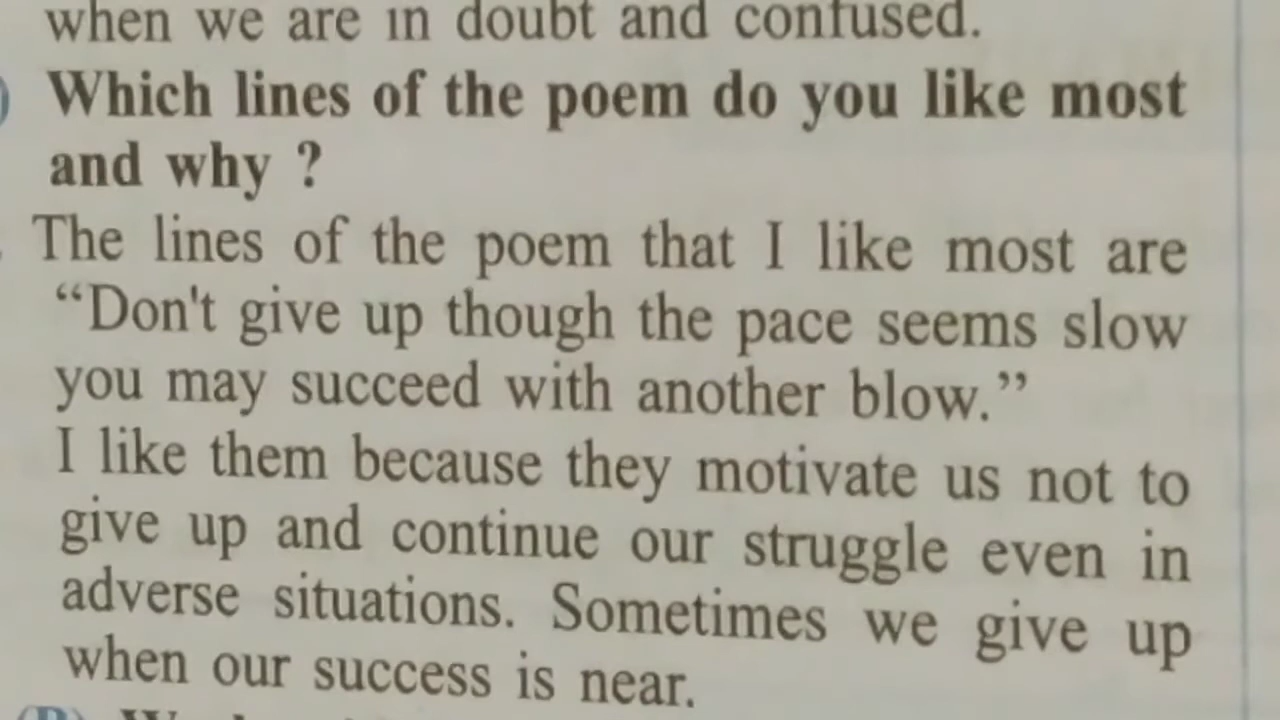 when we are in doubt and confused.
Which lines of the poem do you like most
and why ?
The lines of the poem that I like most are
“Don't give up though the pace seems slow
you may succeed with another blow.”
I like them because they motivate us not to
give up and continue our struggle even in
adverse situations. Sometimes we give up
when our success is near.